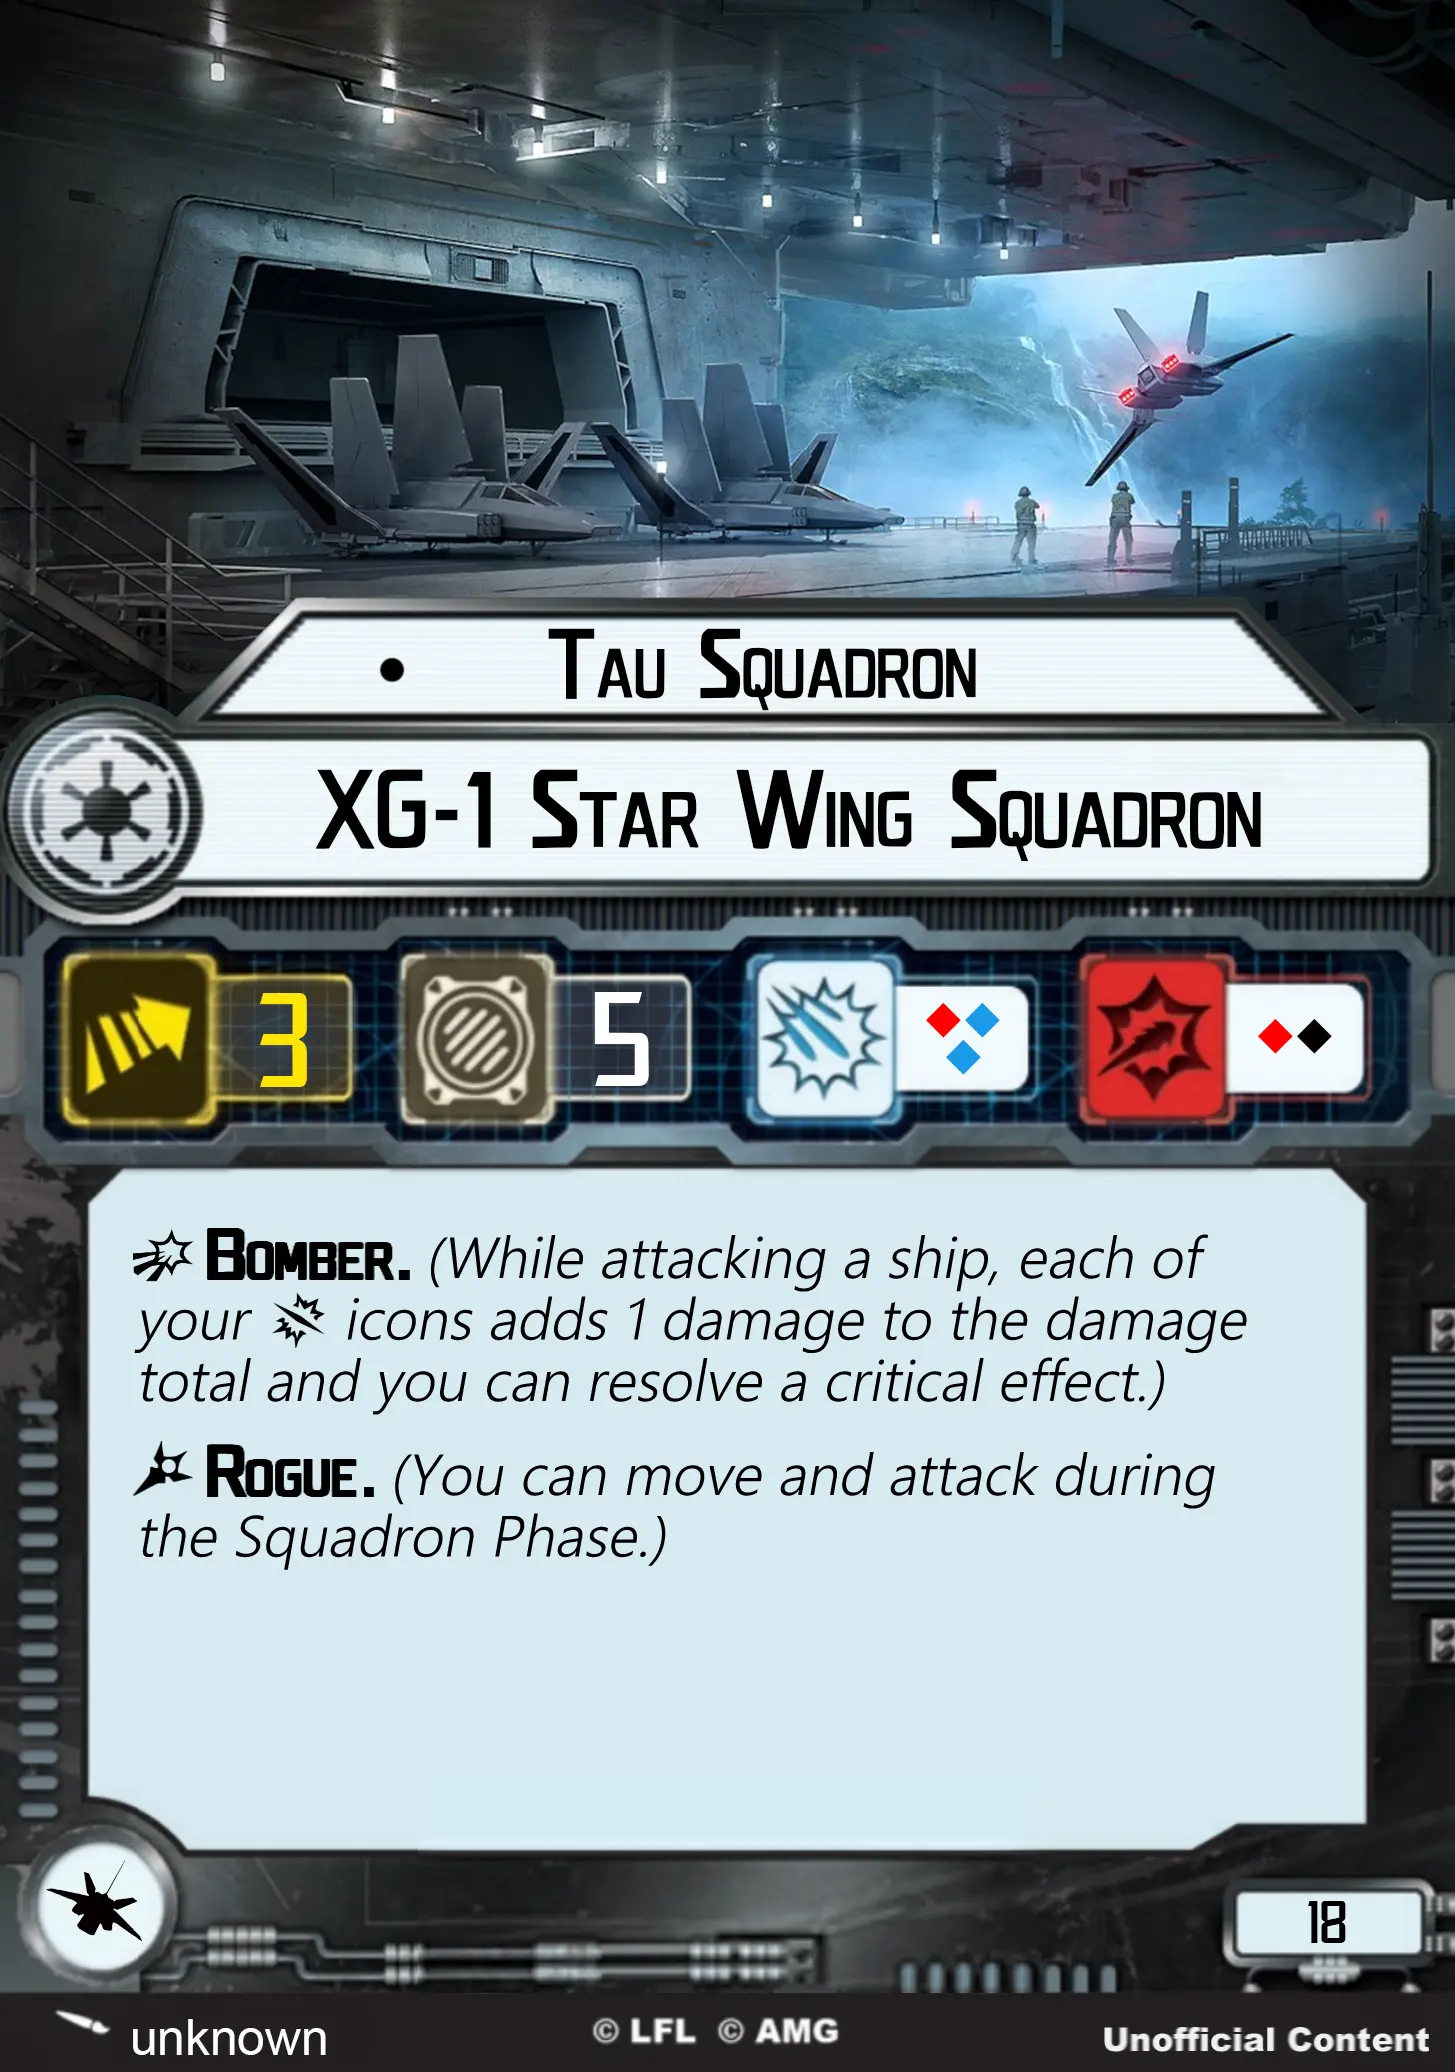 • Tau Squadron
XG-1 Star Wing Squadron
3 5
Bomber. (While attacking a ship, each of
your icons adds 1 damage to the damage
total and you can resolve a critical effect.)
Rogue. (You can move and attack during
the Squadron Phase.)
18
unknown © LFL © AMG Unofficial Content